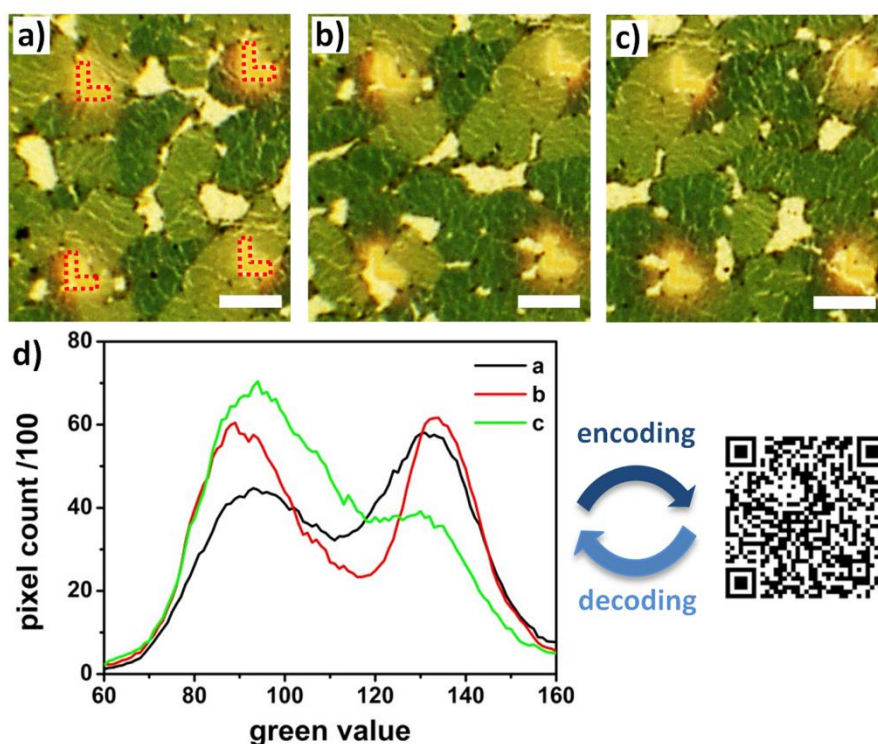 a)
b)
c)
d)
80
60
40
20
0
pixel count /100
60 80 100 120 140 160
green value
a
b
c
encoding
decoding